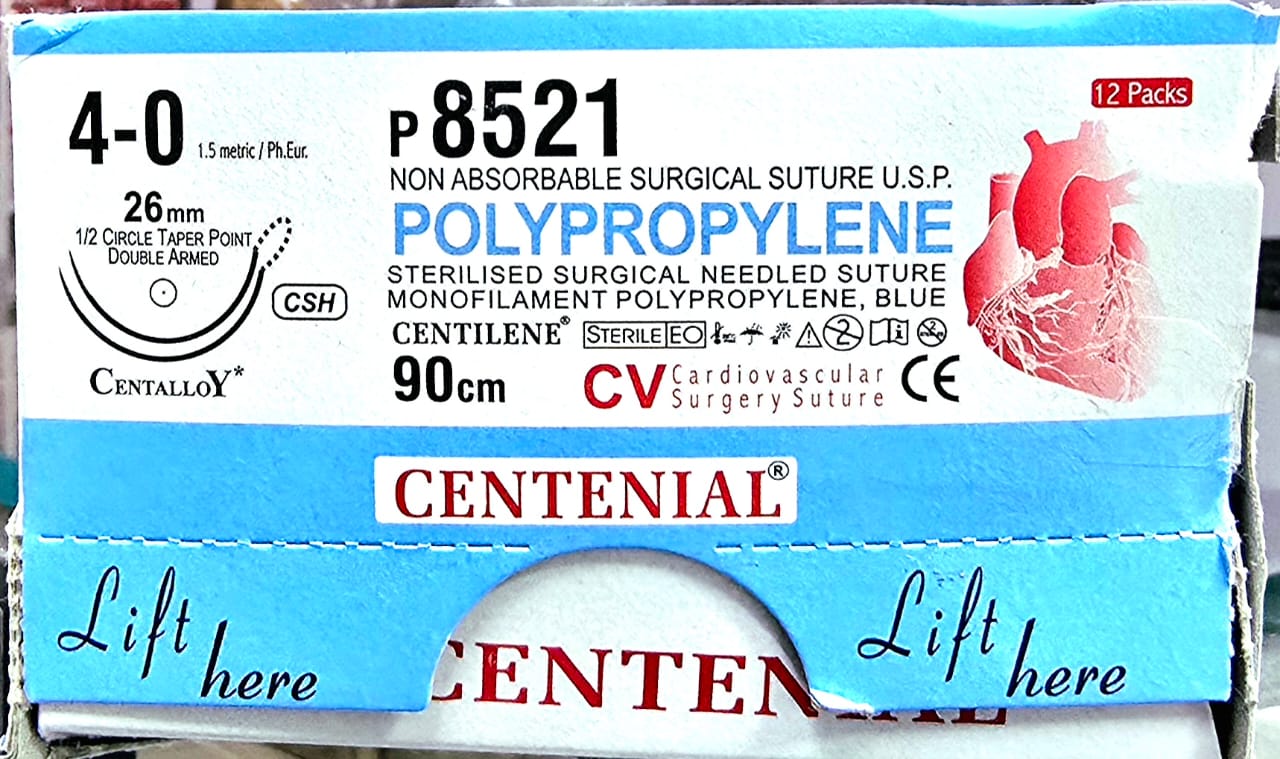 4-0 1.5 metric / Ph.Eur.
26 mm
1/2 CIRCLE TAPER POINT
DOUBLE ARMED
CSH
CENTALLOY*
P 8521
12 Packs
NON ABSORBABLE SURGICAL SUTURE U.S.P.
POLYPROPYLENE
STERILISED SURGICAL NEEDLED SUTURE
MONOFILAMENT POLYPROPYLENE, BLUE
CENTILENE® STERILE EO
90cm
CV Cardiovascular
Surgery Suture
CE
CENTENIAL®
Lift
here
Lift
here